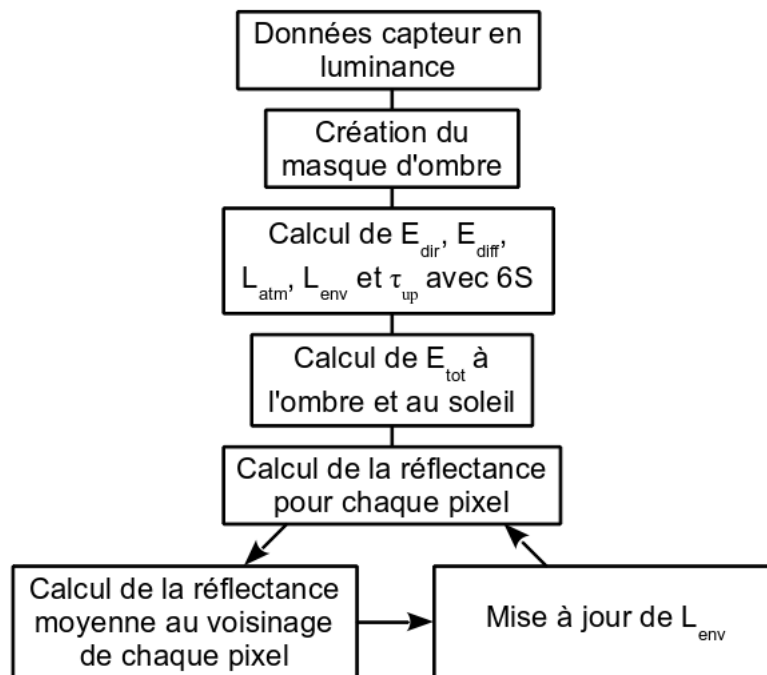 Données capteur en
luminance
Création du
masque d'ombre
Calcul de E_dir, E_diff,
L_atm, L_env et τ_up avec 6S
Calcul de E_tot à
l'ombre et au soleil
Calcul de la réflectance
pour chaque pixel
Calcul de la réflectance
moyenne au voisinage
de chaque pixel
Mise à jour de L_env